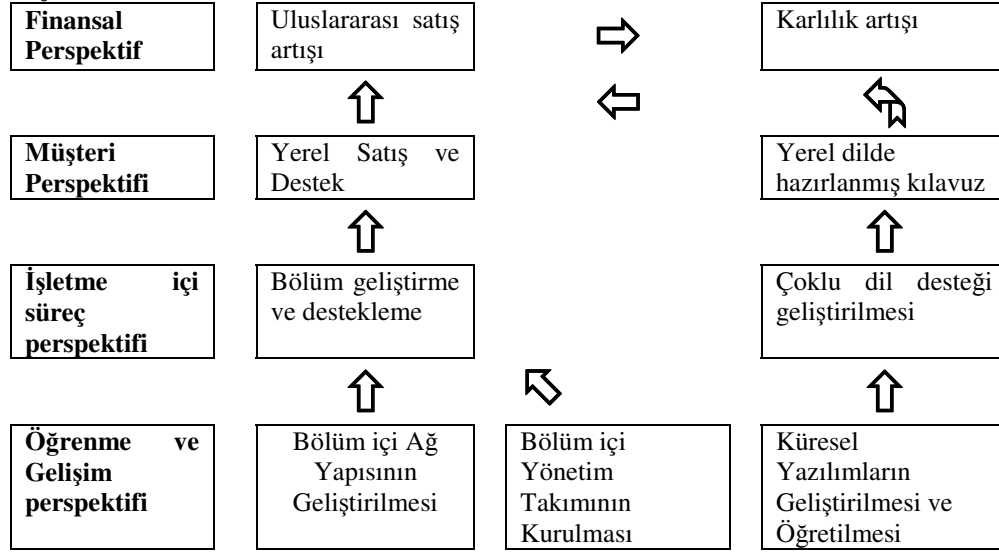 Finansal
Perspektif
Uluslararası satış
artışı
Karlılık artışı
Müşteri
Perspektifi
Yerel Satış ve
Destek
Yerel dilde
hazırlanmış kılavuz
İşletme içi
süreç
perspektifi
Bölüm geliştirme
ve destekleme
Çoklu dil desteği
geliştirilmesi
Öğrenme ve
Gelişim
perspektifi
Bölüm içi Ağ
Yapısının
Geliştirilmesi
Bölüm içi
Yönetim
Takımının
Kurulması
Küresel
Yazılımların
Geliştirilmesi ve
Öğretilmesi